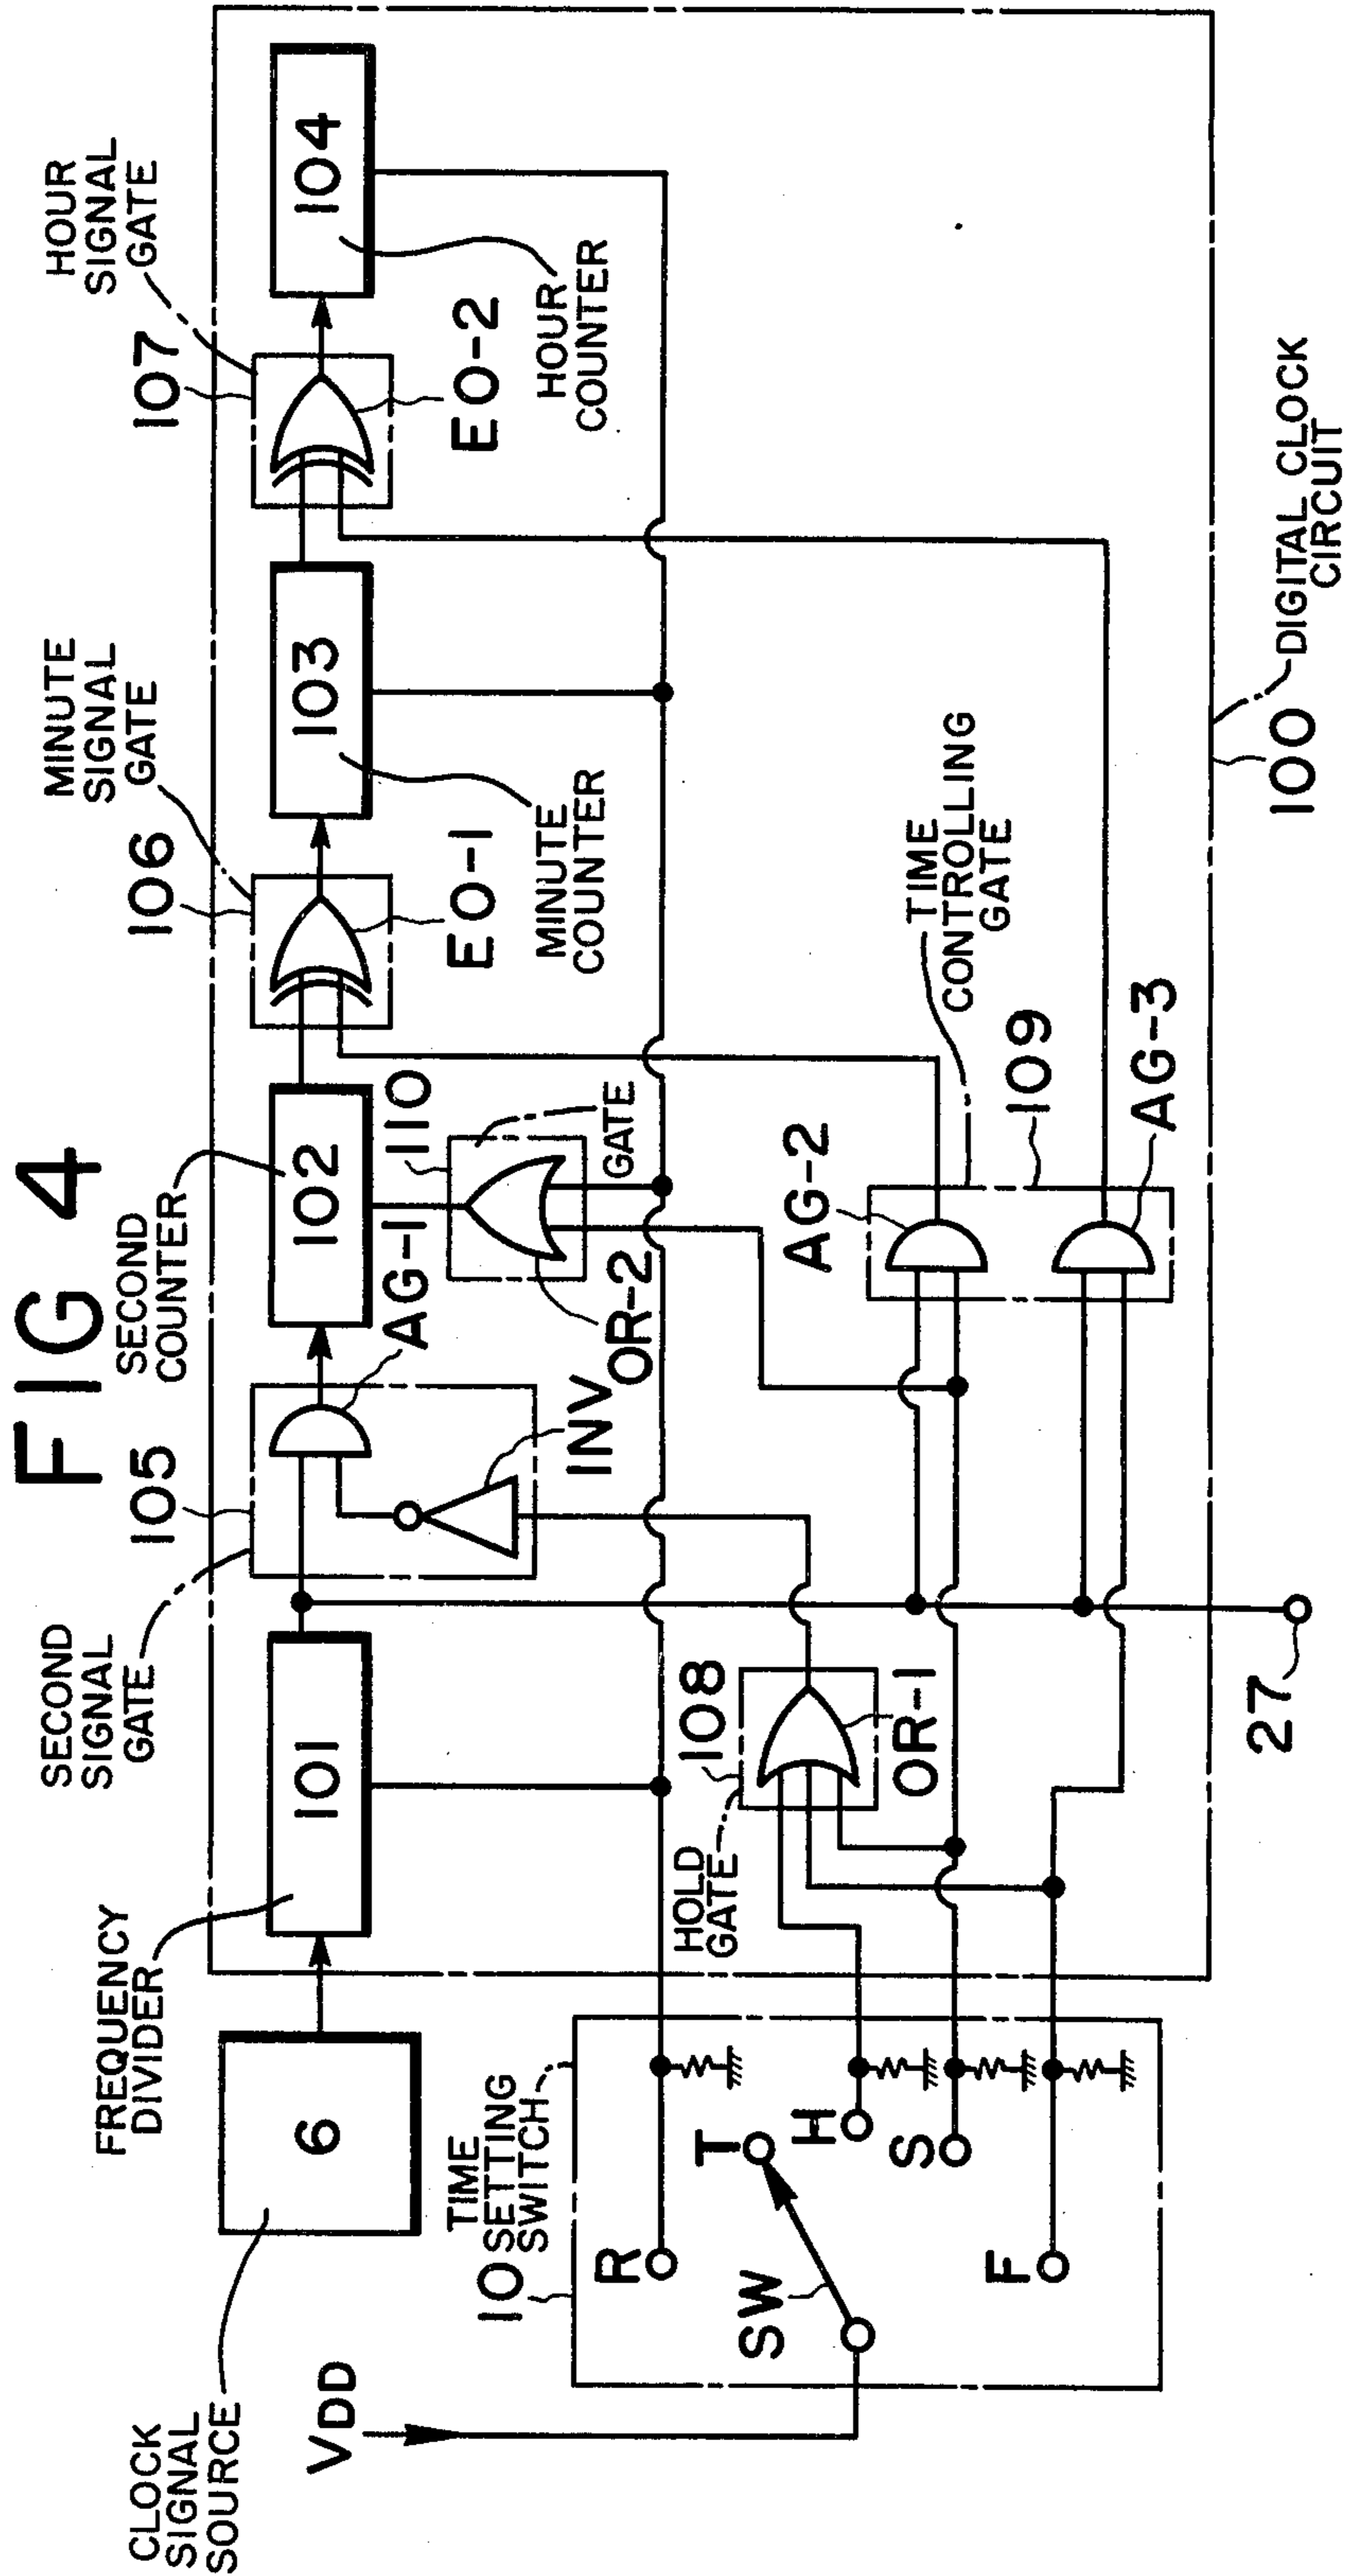 FIG 4
CLOCK
SIGNAL
SOURCE
6
FREQUENCY
DIVIDER
101
SECOND
SIGNAL
GATE
105
AG-1
INV
SECOND
COUNTER
102
110
GATE
OR-2
MINUTE
SIGNAL
GATE
106
EO-1
103
MINUTE
COUNTER
HOUR
SIGNAL
GATE
107
EO-2
104
HOUR
COUNTER
VDD
10
TIME
SETTING
SWITCH
R
T
H
S
F
SW
HOLD
GATE
108
OR-1
27
AG-2
TIME
CONTROLLING
GATE
109
AG-3
100
DIGITAL CLOCK
CIRCUIT